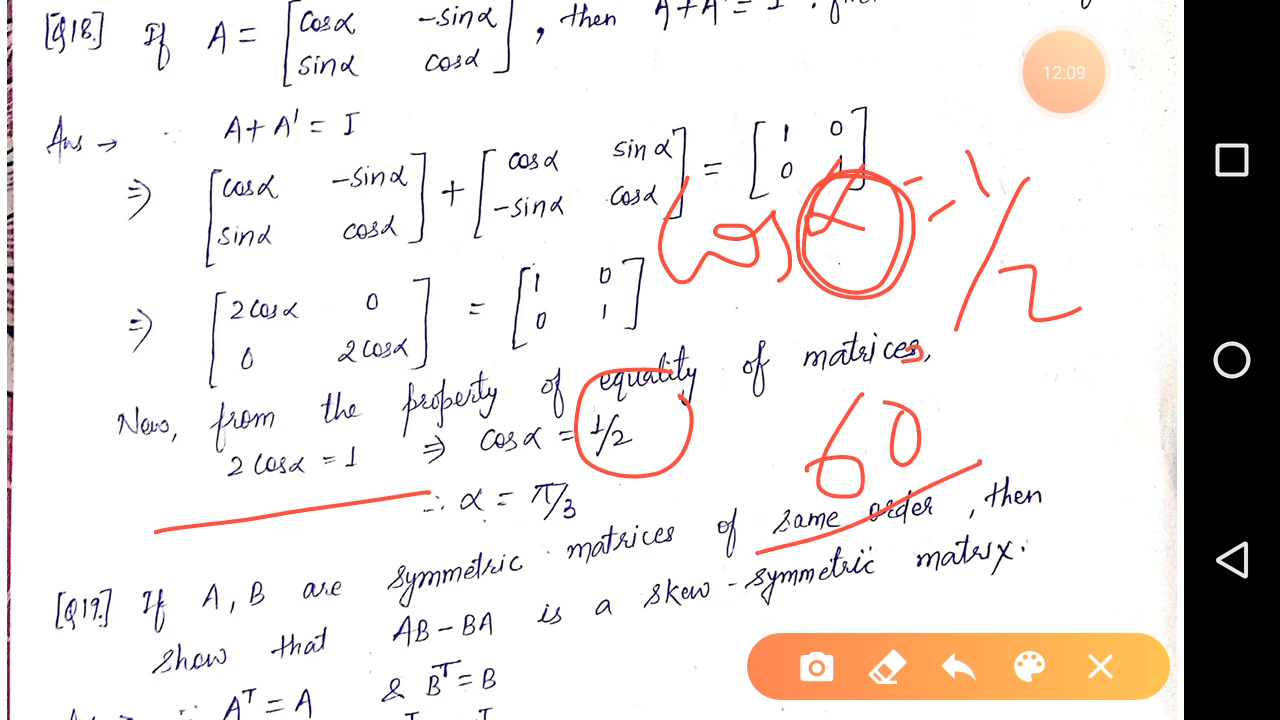 [Q18.] If A = [cosα -sinα
sinα cosα], then A+A' = I
12:09
Ans → ∵ A+A' = I
⇒ [cosα -sinα
sinα cosα] + [cosα sinα
-sinα cosα] = [1 0
0 1]
cos α = 1/2
⇒ [2cosα 0
0 2cosα] = [1 0
0 1]
Now, from the property of equality of matrices,
2cosα = 1 ⇒ cosα = 1/2
60
∴ α = π/3
[Q19.] If A, B are symmetric matrices of same order, then
show that AB-BA is a skew-symmetric matrix.
A^T = A & B^T = B